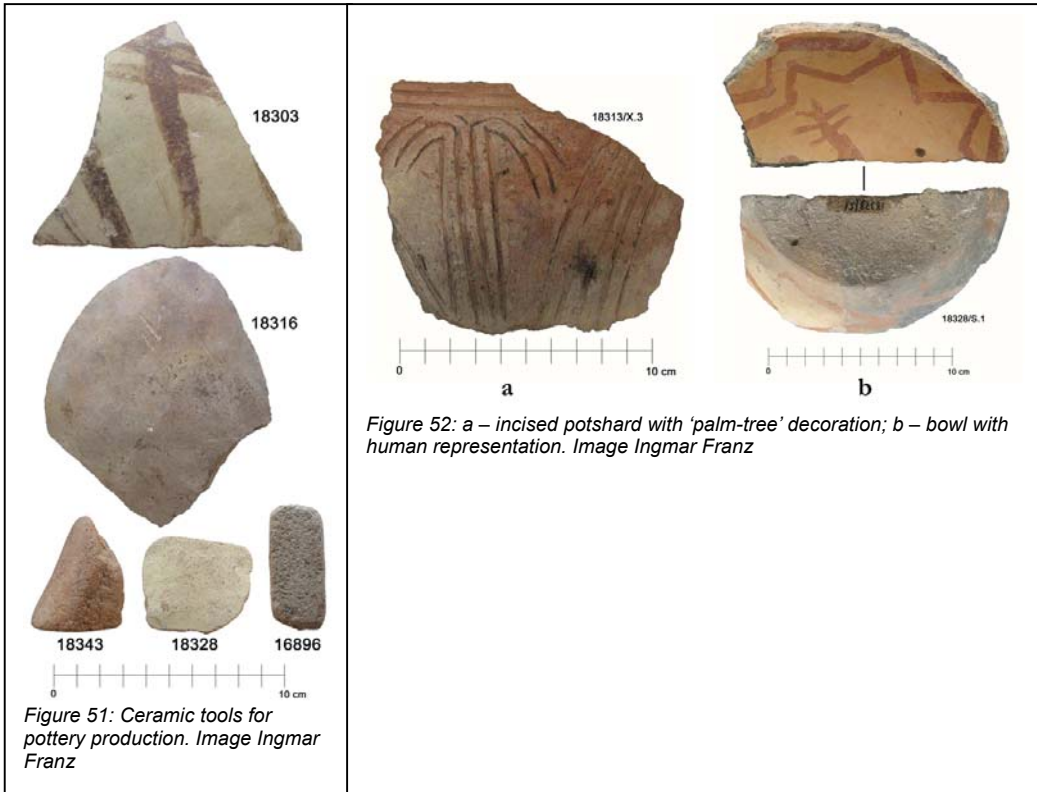 18303
18316
18343
18328
16896
0
10 cm
Figure 51: Ceramic tools for
pottery production. Image Ingmar
Franz
18313/X.3
0
10 cm
a
18328/S.1
0
10 cm
b
Figure 52: a – incised potshard with ‘palm-tree’ decoration; b – bowl with
human representation. Image Ingmar Franz